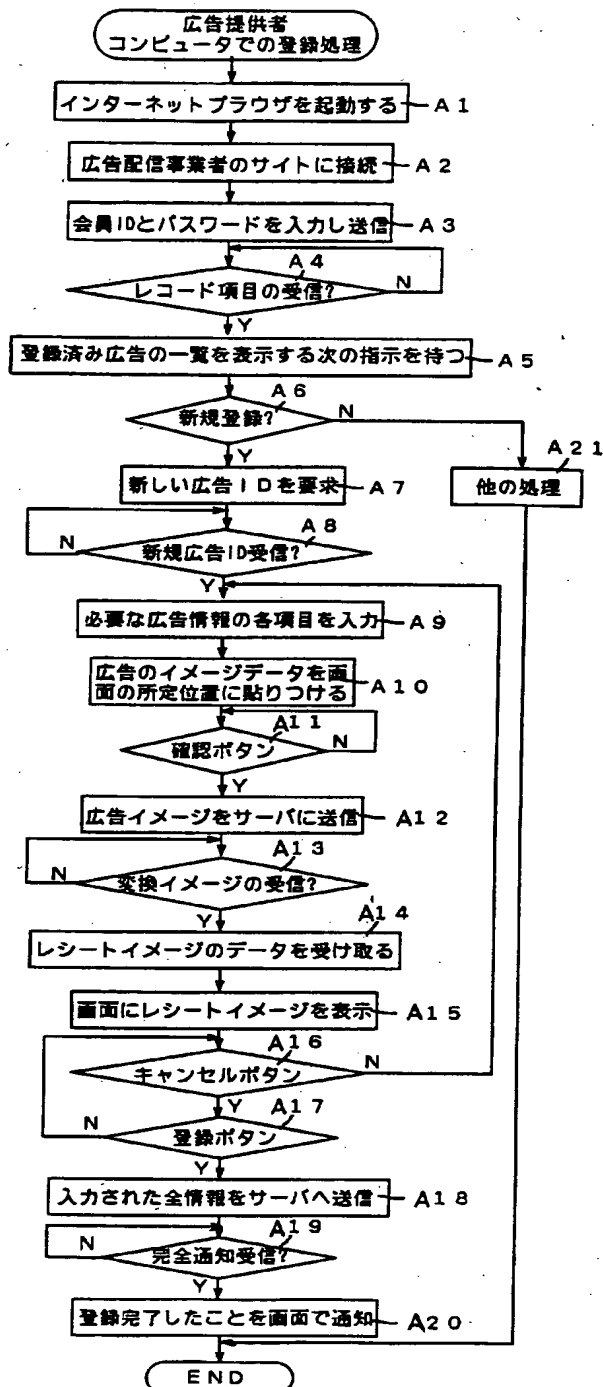 広告提供者
コンピュータでの登録処理
インターネットブラウザを起動する
A1
広告配信事業者のサイトに接続
A2
会員IDとパスワードを入力し送信
A3
A4
レコード項目の受信?
N
Y
登録済み広告の一覧を表示する次の指示を待つ
A5
A6
新規登録?
N
Y
A21
他の処理
新しい広告IDを要求
A7
A8
N
新規広告ID受信?
Y
必要な広告情報の各項目を入力
A9
広告のイメージデータを画
面の所定位置に貼りつける
A10
A11
確認ボタン
N
Y
広告イメージをサーバに送信
A12
A13
N
変換イメージの受信?
Y
A14
レシートイメージのデータを受け取る
画面にレシートイメージを表示
A15
A16
キャンセルボタン
N
Y
A17
N
登録ボタン
Y
入力された全情報をサーバへ送信
A18
A19
N
完全通知受信?
Y
登録完了したことを画面で通知
A20
END